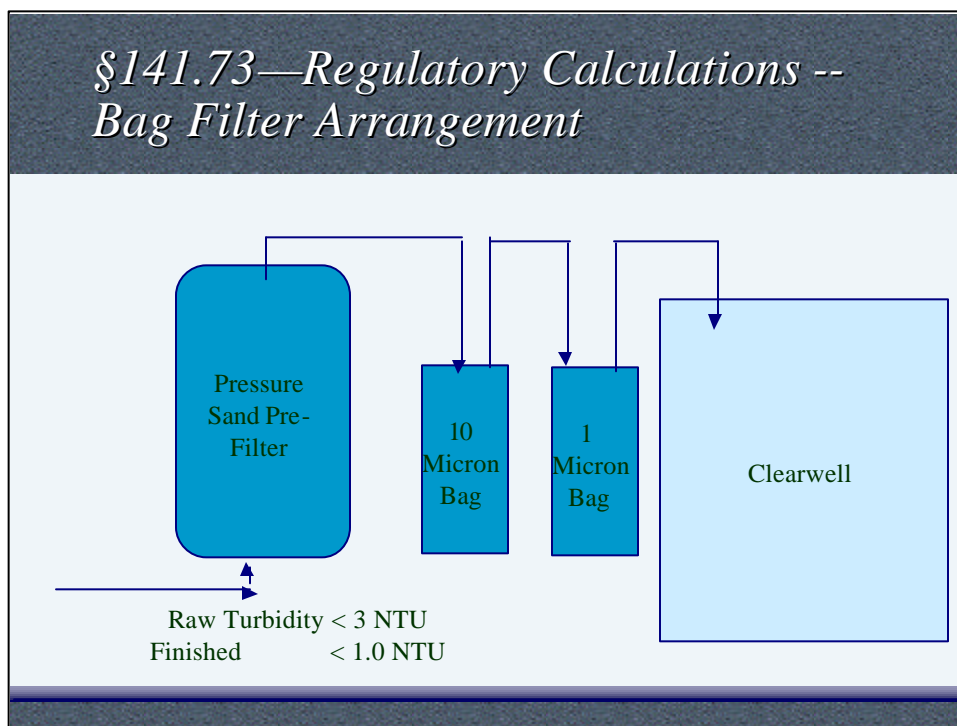 §141.73—Regulatory Calculations --
Bag Filter Arrangement
Pressure
Sand Pre-
Filter
10
Micron
Bag
1
Micron
Bag
Clearwell
Raw Turbidity < 3 NTU
Finished < 1.0 NTU